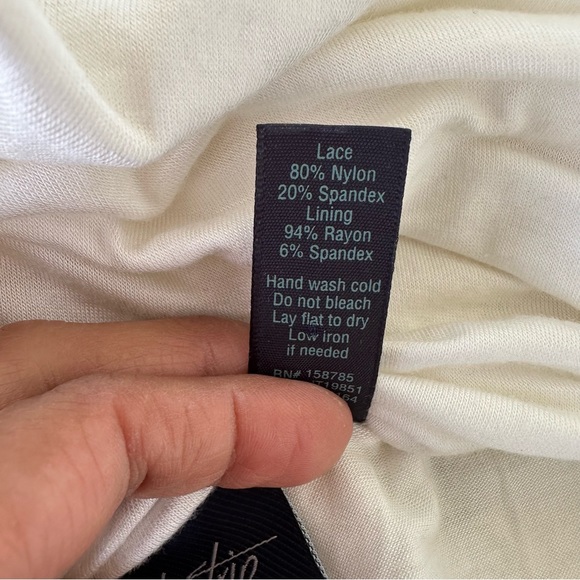 Lace
80% Nylon
20% Spandex
Lining
94% Rayon
6% Spandex
Hand wash cold
Do not bleach
Lay flat to dry
Low iron
if needed
RN# 158785